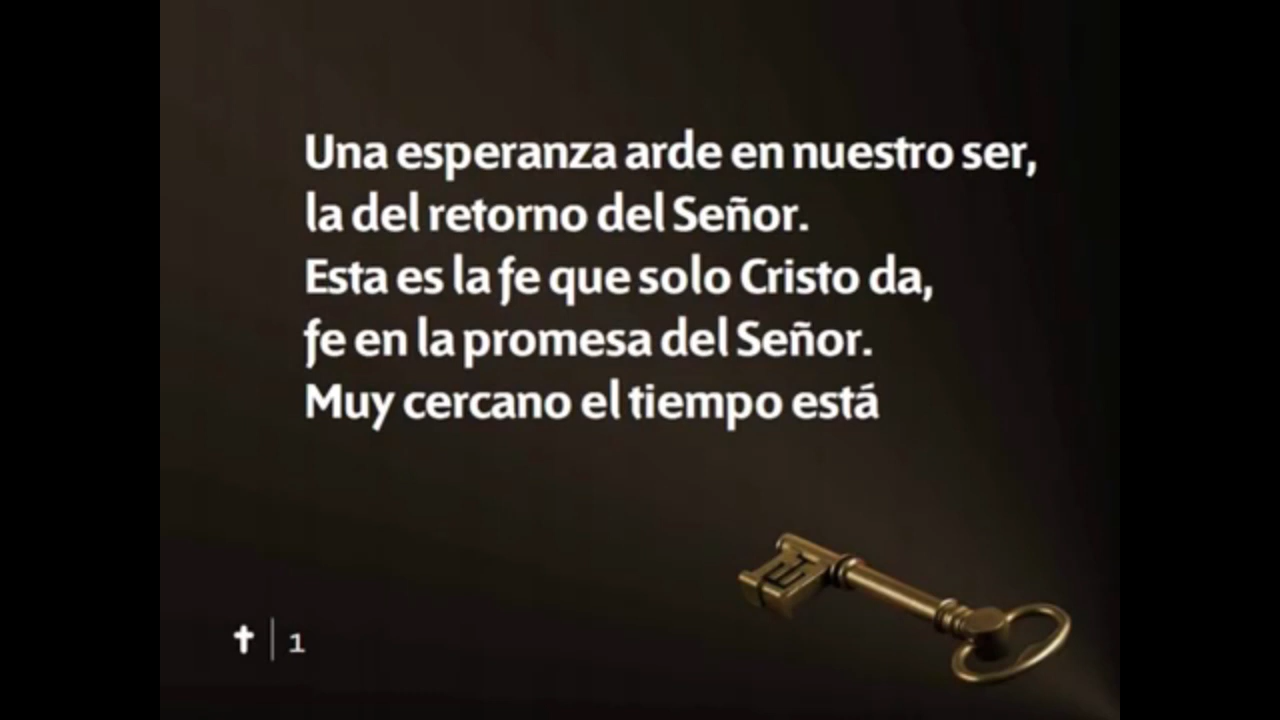 Una esperanza arde en nuestro ser,
la del retorno del Señor.
Esta es la fe que solo Cristo da,
fe en la promesa del Señor.
Muy cercano el tiempo está
1